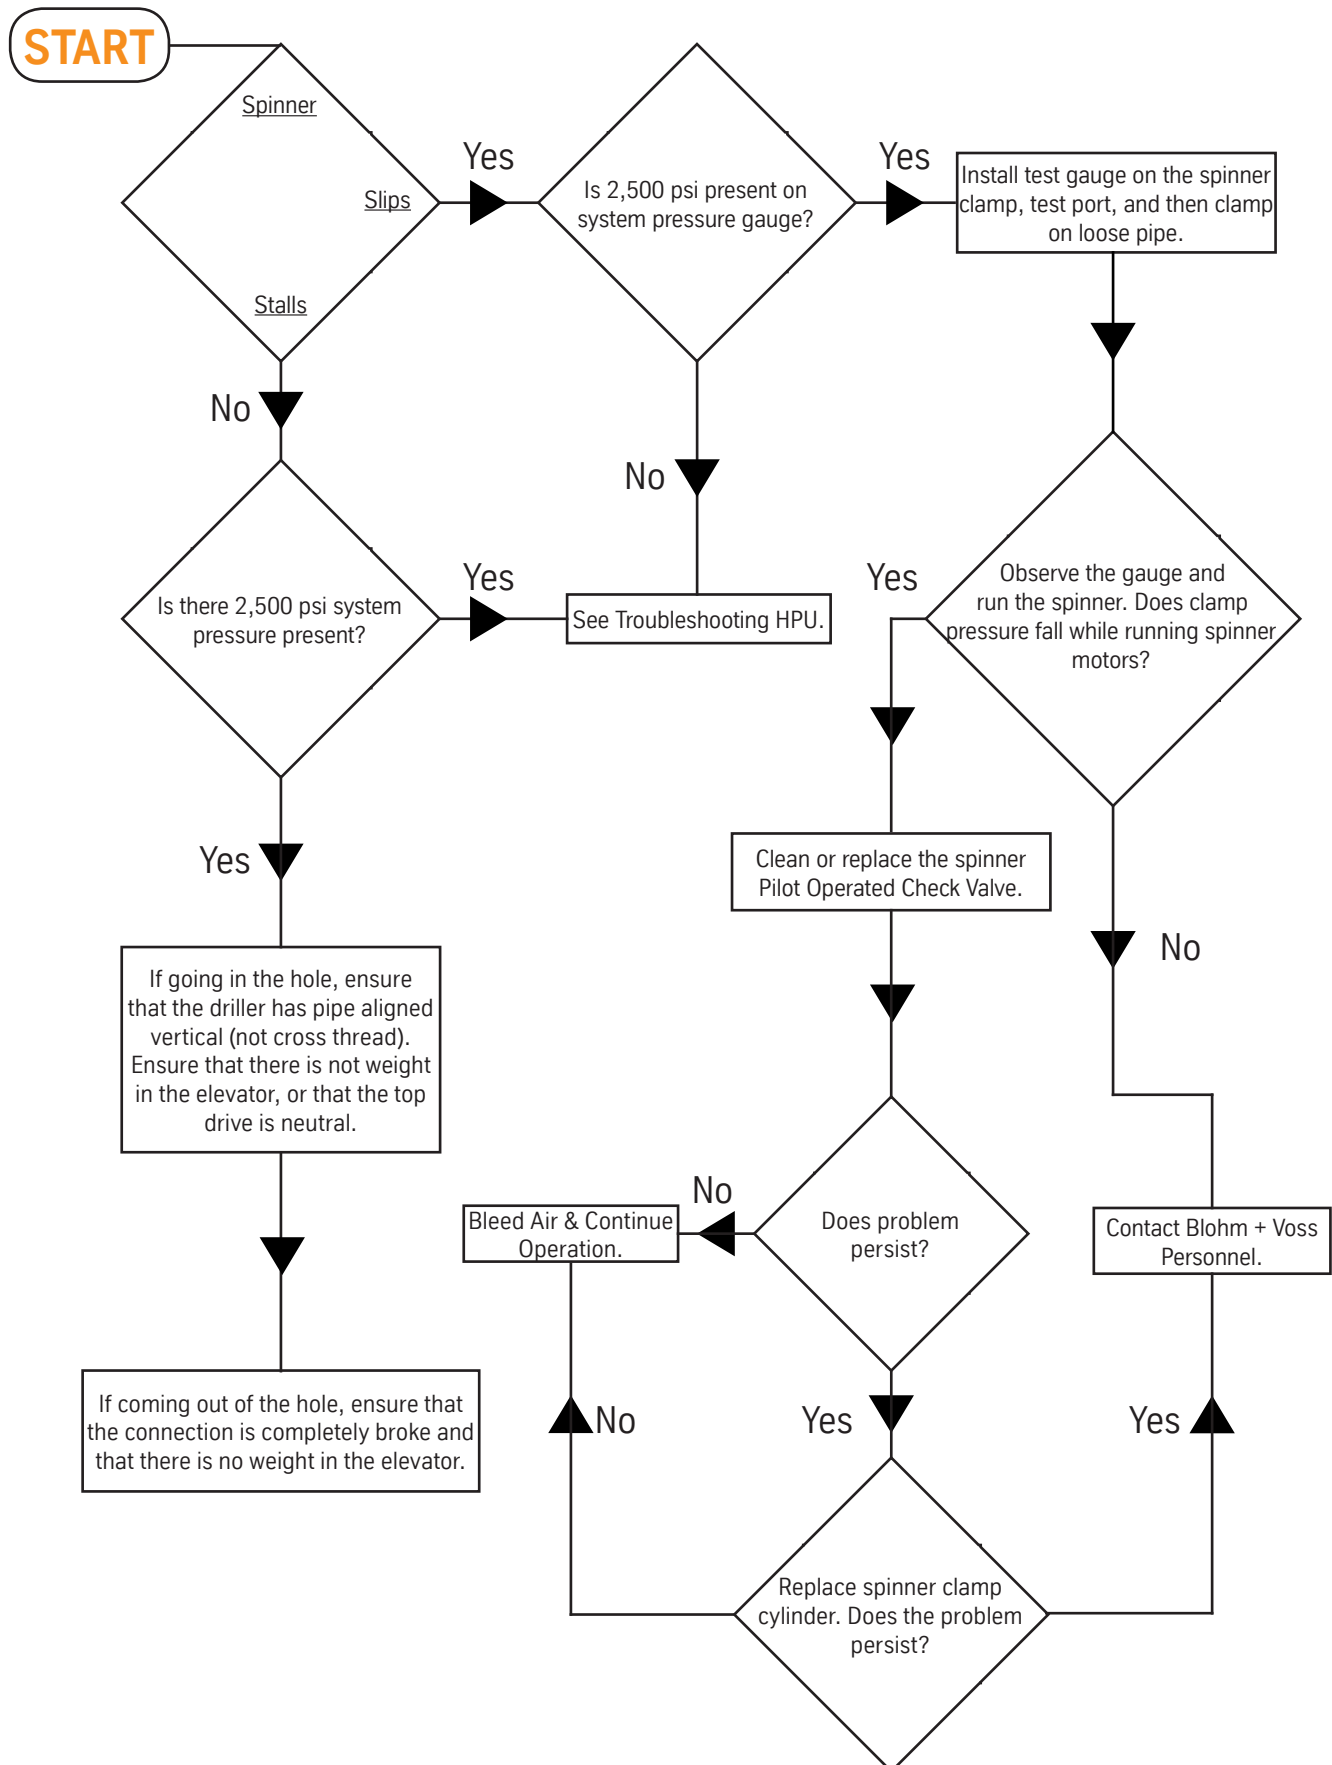 START
Spinner
Slips
Stalls
Yes
Is 2,500 psi present on
system pressure gauge?
Yes
Install test gauge on the spinner
clamp, test port, and then clamp
on loose pipe.
No
No
Is there 2,500 psi system
pressure present?
Yes
See Troubleshooting HPU.
Yes
Observe the gauge and
run the spinner. Does clamp
pressure fall while running spinner
motors?
Yes
Clean or replace the spinner
Pilot Operated Check Valve.
No
If going in the hole, ensure
that the driller has pipe aligned
vertical (not cross thread).
Ensure that there is not weight
in the elevator, or that the top
drive is neutral.
No
Bleed Air & Continue
Operation.
Does problem
persist?
Contact Blohm + Voss
Personnel.
If coming out of the hole, ensure that
the connection is completely broke and
that there is no weight in the elevator.
No
Yes
Yes
Replace spinner clamp
cylinder. Does the problem
persist?